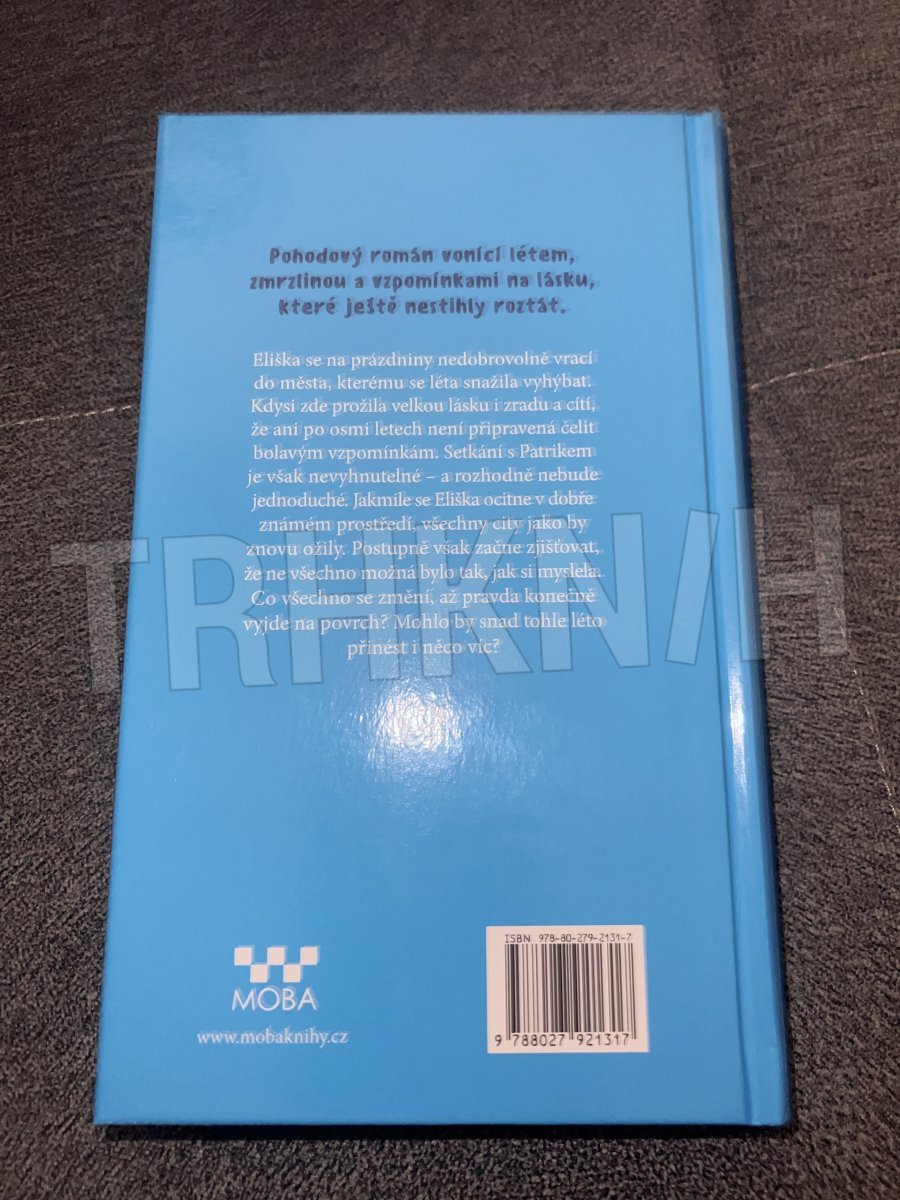 Pohodový román vonící létem,
zmrzlinou a vzpomínkami na lásku,
které ještě nestihly roztát.
Eliška se na prázdniny nedobrovolně vrací
do města, kterému se léta snažila vyhýbat.
Kdysi zde prožila velkou lásku i zradu a cítí,
že ani po osmi letech není připravená čelit
bolavým vzpomínkám. Setkání s Patrikem
je však nevyhnutelné – a rozhodně nebude
jednoduché. Jakmile se Eliška ocitne v dobře
známém prostředí, všechny city jako by
znovu ožily. Postupně však začne zjišťovat,
že ne všechno možná bylo tak, jak si myslela.
Co všechno se změní, až pravda konečně
vyjde na povrch? Mohlo by snad tohle léto
přinést i něco víc?
TRHKNIH
MOBA
www.mobaknihy.cz
ISBN 978-80-279-2131-7
9 788027 921317